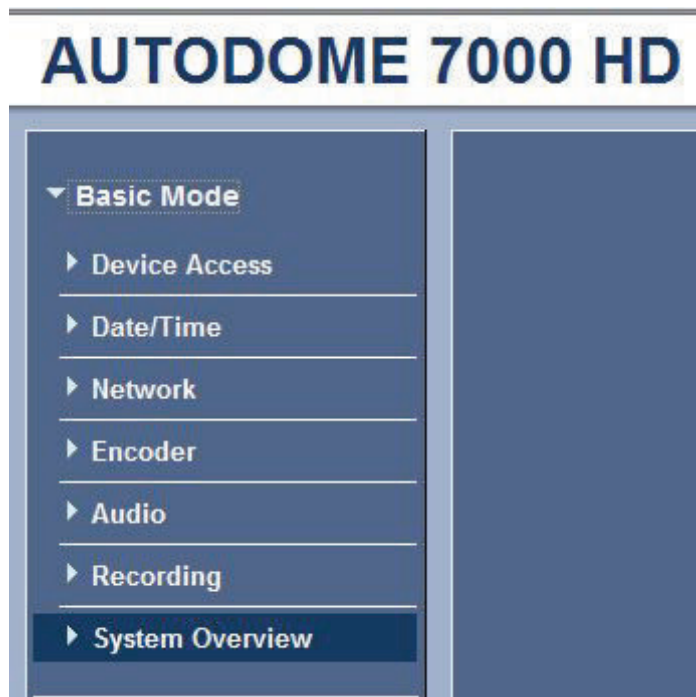 AUTODOME 7000 HD
Basic Mode
Device Access
Date/Time
Network
Encoder
Audio
Recording
System Overview